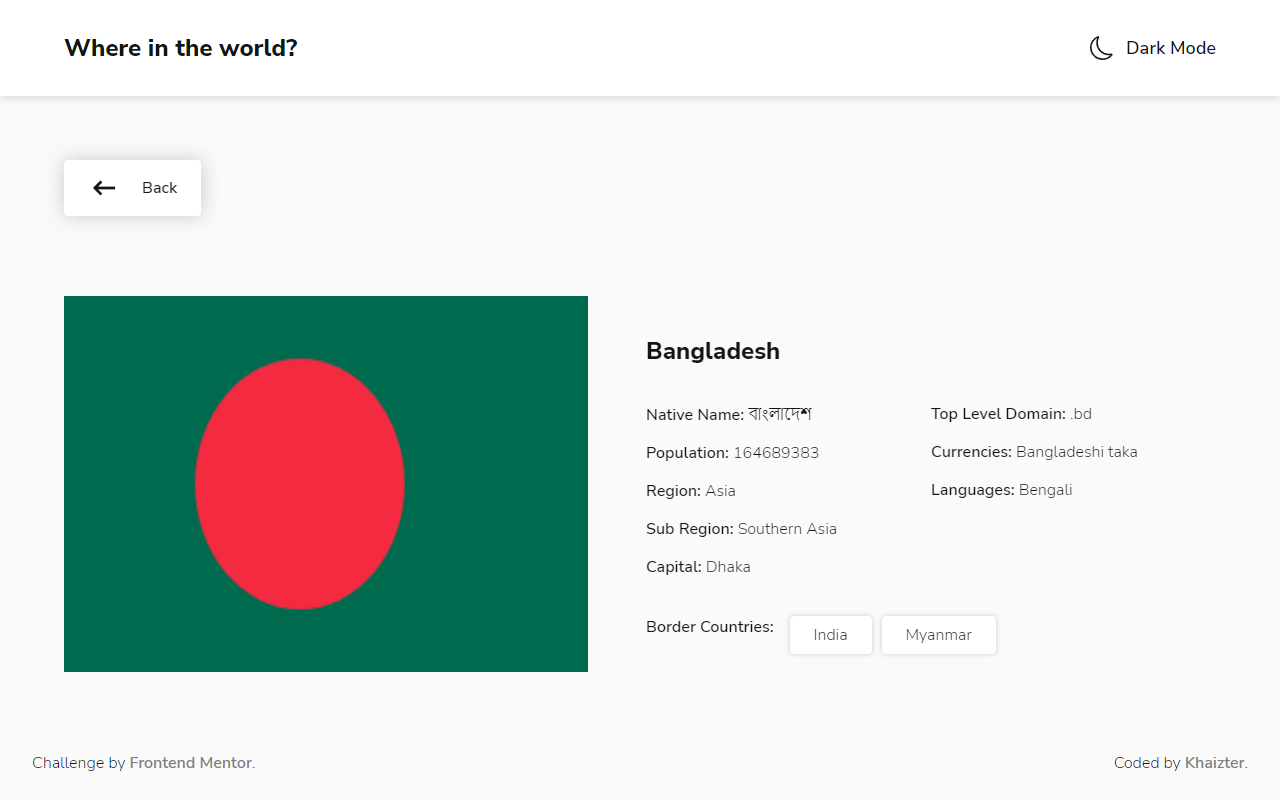 Where in the world?
Dark Mode
Back
Bangladesh
Native Name: বাংলাদেশ
Population: 164689383
Region: Asia
Sub Region: Southern Asia
Capital: Dhaka
Top Level Domain: .bd
Currencies: Bangladeshi taka
Languages: Bengali
Border Countries:
India
Myanmar
Challenge by Frontend Mentor.
Coded by Khaizter.